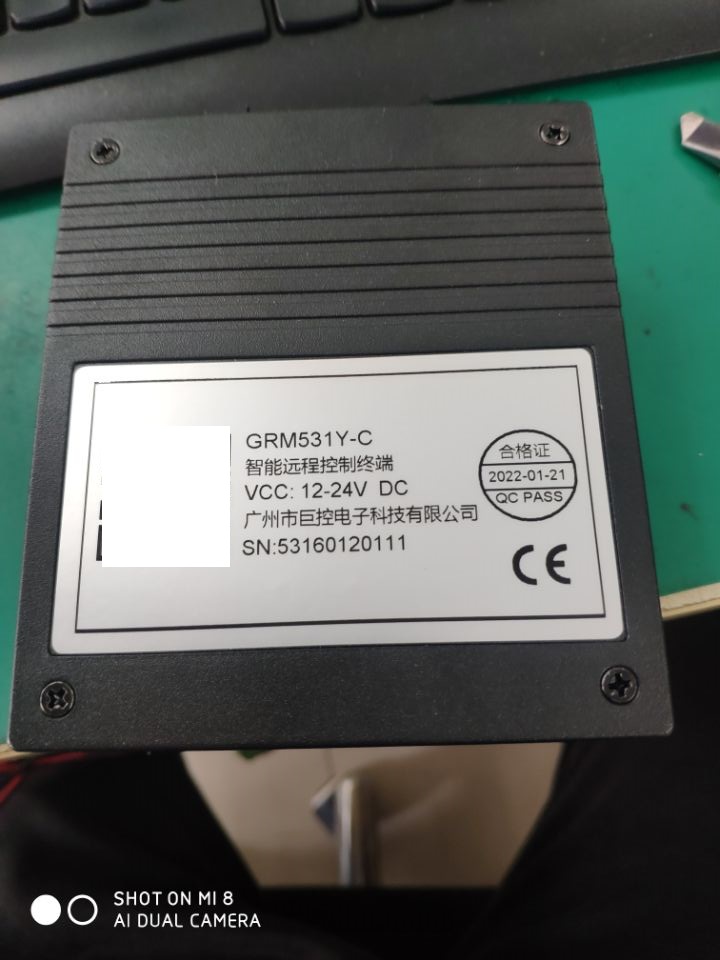 GRM531Y-C
智能远程控制终端
VCC: 12-24V DC
广州市巨控电子科技有限公司
SN:53160120111
合格证
2022-01-21
QC PASS
CE
SHOT ON MI 8
AI DUAL CAMERA